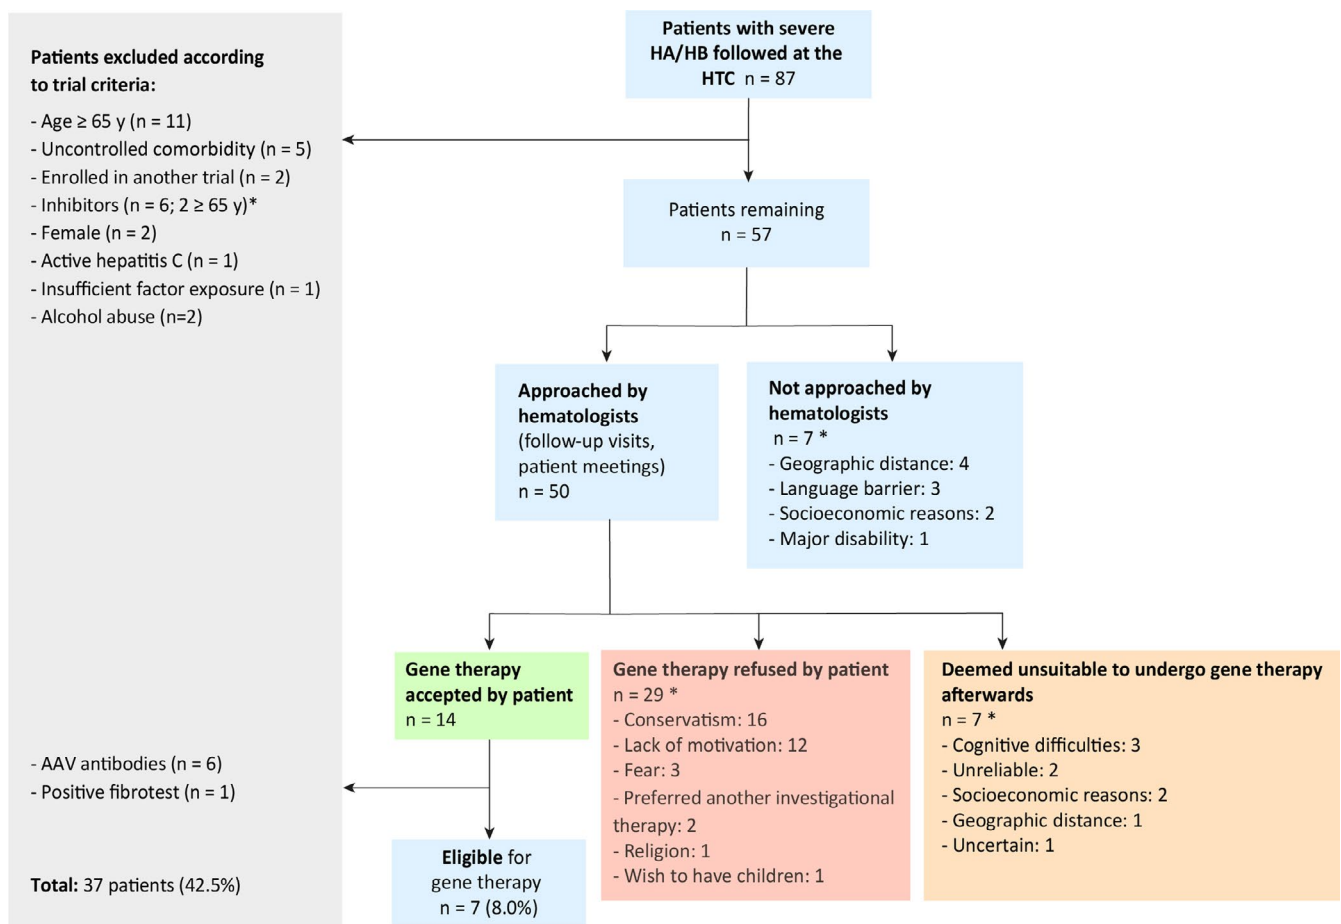 Patients excluded according
to trial criteria:
- Age ≥ 65 y (n = 11)
- Uncontrolled comorbidity (n = 5)
- Enrolled in another trial (n = 2)
- Inhibitors (n = 6; 2 ≥ 65 y)*
- Female (n = 2)
- Active hepatitis C (n = 1)
- Insufficient factor exposure (n = 1)
- Alcohol abuse (n=2)
- AAV antibodies (n = 6)
- Positive fibrotest (n = 1)
Total: 37 patients (42.5%)
Patients with severe
HA/HB followed at the
HTC n = 87
Patients remaining
n = 57
Approached by
hematologists
(follow-up visits,
patient meetings)
n = 50
Not approached by
hematologists
n = 7 *
- Geographic distance: 4
- Language barrier: 3
- Socioeconomic reasons: 2
- Major disability: 1
Gene therapy
accepted by patient
n = 14
Gene therapy refused by patient
n = 29 *
- Conservatism: 16
- Lack of motivation: 12
- Fear: 3
- Preferred another investigational
therapy: 2
- Religion: 1
- Wish to have children: 1
Deemed unsuitable to undergo gene therapy
afterwards
n = 7 *
- Cognitive difficulties: 3
- Unreliable: 2
- Socioeconomic reasons: 2
- Geographic distance: 1
- Uncertain: 1
Eligible for
gene therapy
n = 7 (8.0%)